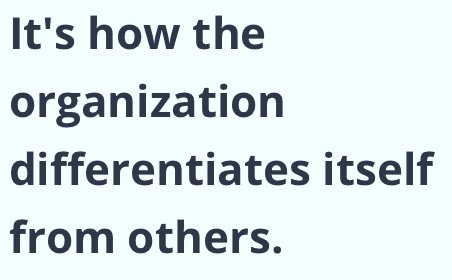 It's how the
organization
differentiates itself
from others.